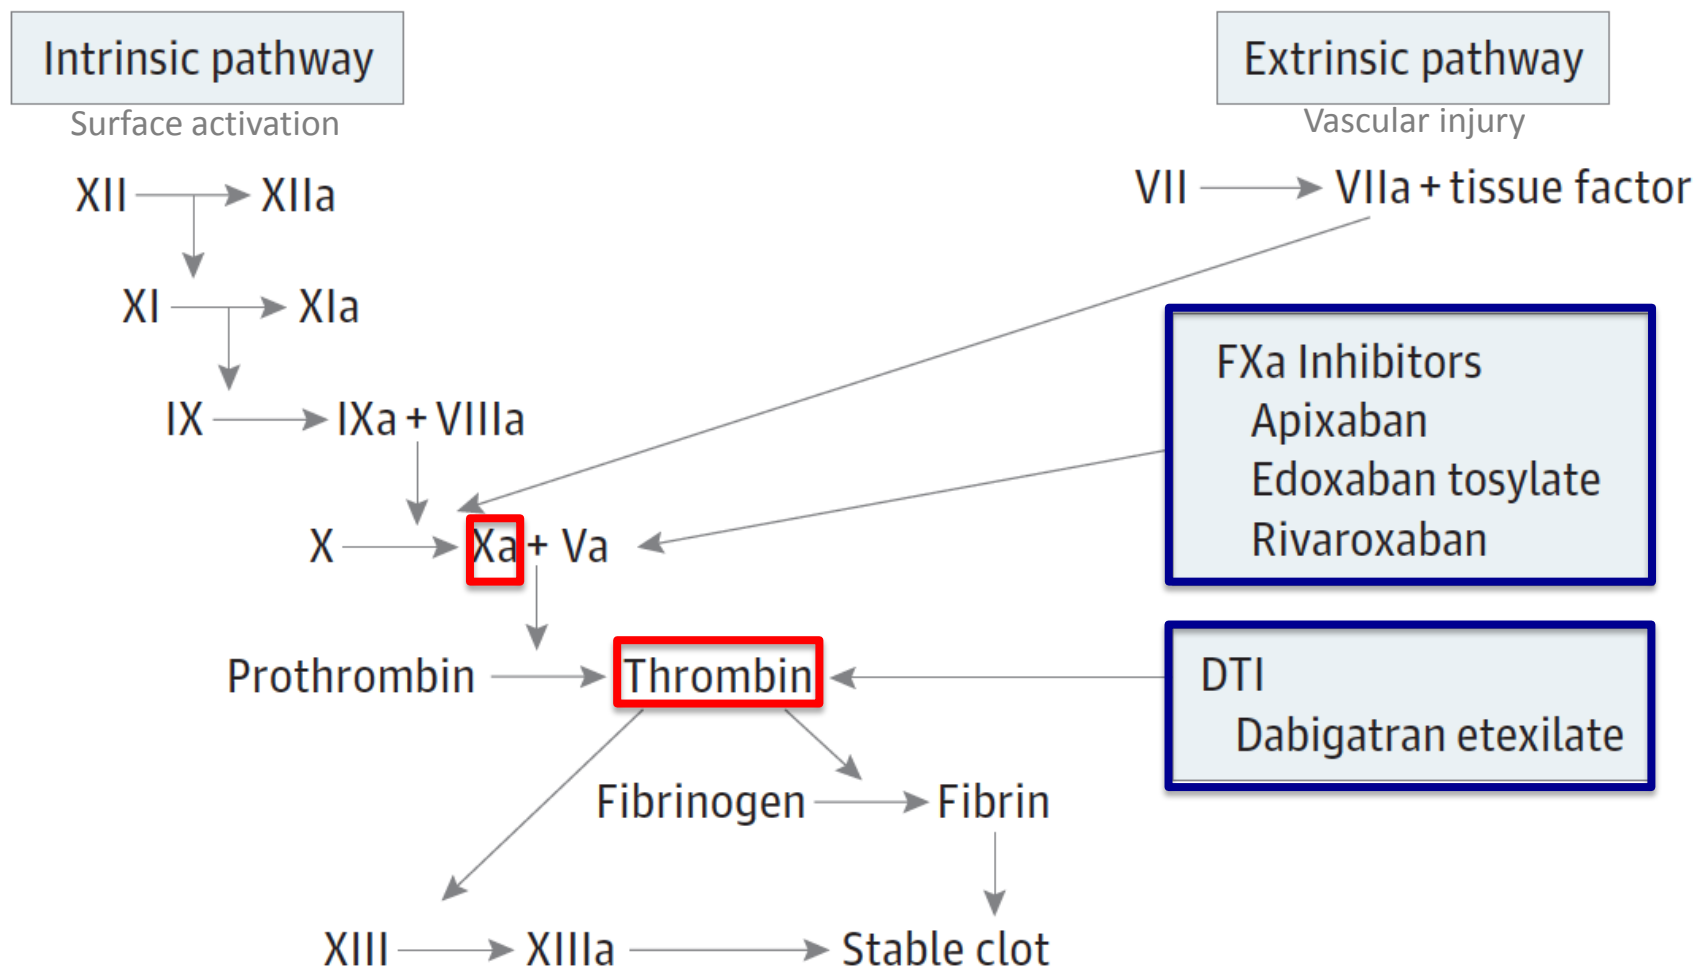 Intrinsic pathway
Surface activation
Extrinsic pathway
Vascular injury
XII XIIa
VII VIIa + tissue factor
XI XIa
FXa Inhibitors
Apixaban
Edoxaban tosylate
Rivaroxaban
IX IXa + VIIIa
X Xa + Va
Prothrombin Thrombin
DTI
Dabigatran etexilate
Fibrinogen Fibrin
XIII XIIIa Stable clot